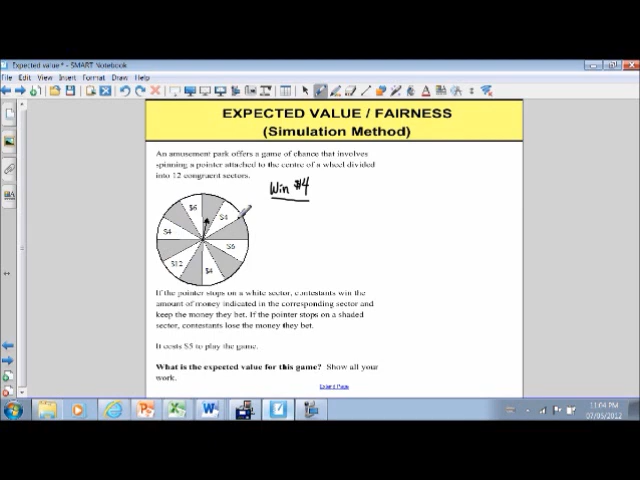 Expected value * - SMART Notebook
File Edit View Insert Format Draw Help
EXPECTED VALUE / FAIRNESS
(Simulation Method)
An amusement park offers a game of chance that involves
spinning a pointer attached to the centre of a wheel divided
into 12 congruent sectors.
Win $4
$6
$4
$4
$12
$4
If the pointer stops on a white sector, contestants win the
amount of money indicated in the corresponding sector and
keep the money they bet. If the pointer stops on a shaded
sector, contestants lose the money they bet.
It costs $5 to play the game.
What is the expected value for this game? Show all your
work.
Extend Page
11:04 PM
07/05/2012